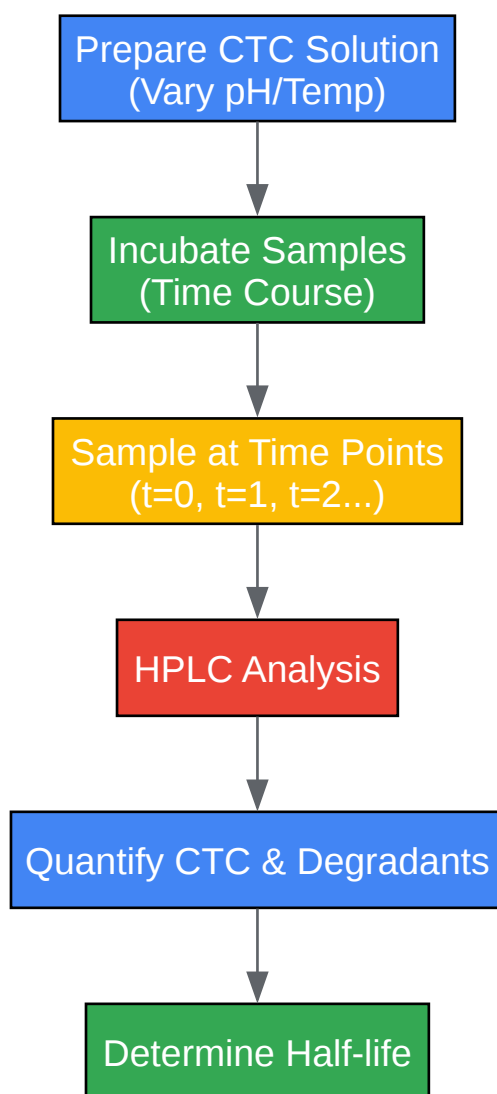 Prepare CTC Solution
(Vary pH/Temp)
Incubate Samples
(Time Course)
Sample at Time Points
(t=0, t=1, t=2...)
HPLC Analysis
Quantify CTC & Degradants
Determine Half-life